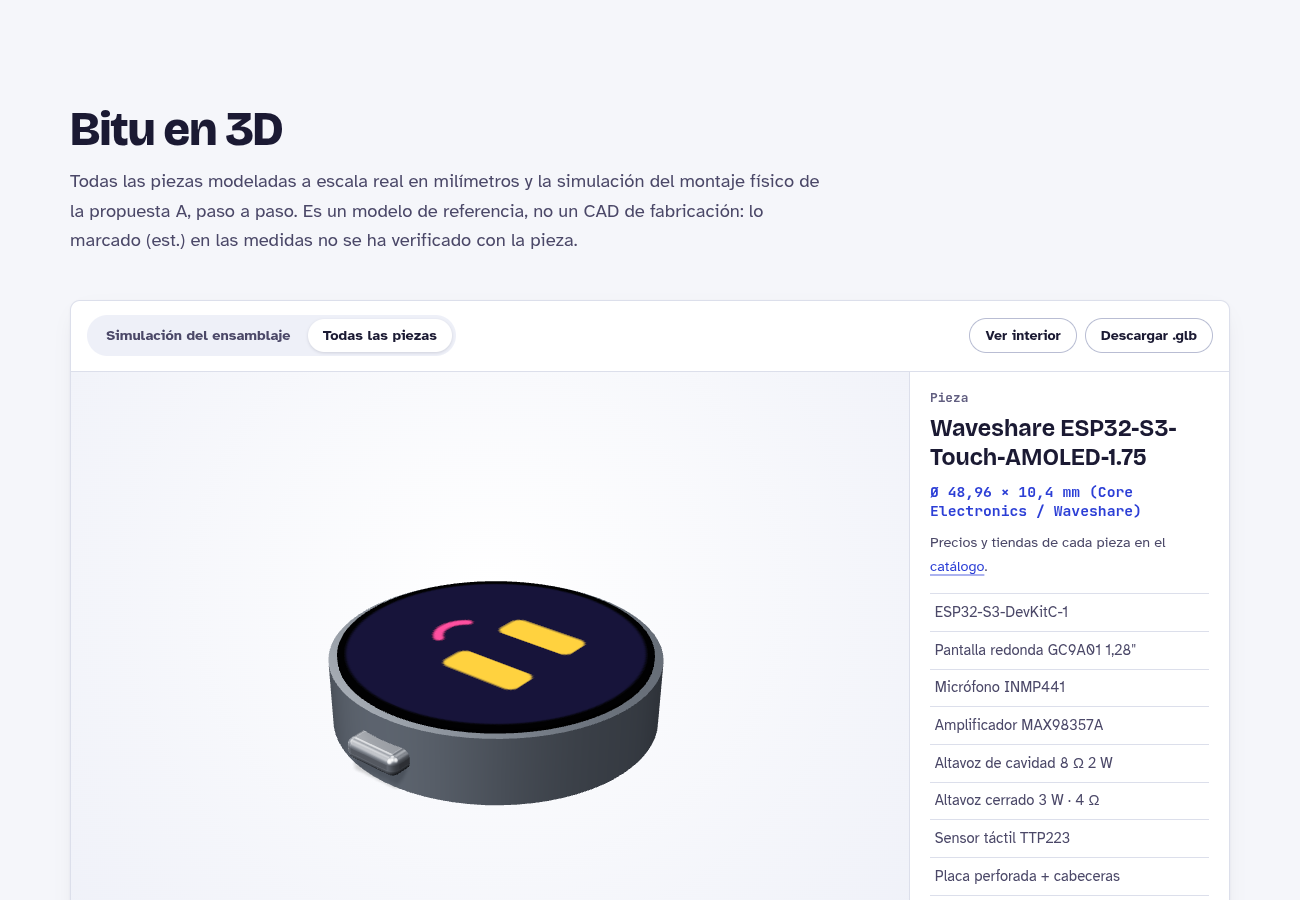 Bitu en 3D
Todas las piezas modeladas a escala real en milímetros y la simulación del montaje físico de
la propuesta A, paso a paso. Es un modelo de referencia, no un CAD de fabricación: lo
marcado (est.) en las medidas no se ha verificado con la pieza.
Simulación del ensamblaje
Todas las piezas
Ver interior
Descargar .glb
Pieza
Waveshare ESP32-S3-
Touch-AMOLED-1.75
Ø 48,96 × 10,4 mm (Core
Electronics / Waveshare)
Precios y tiendas de cada pieza en el
catálogo.
ESP32-S3-DevKitC-1
Pantalla redonda GC9A01 1,28"
Micrófono INMP441
Amplificador MAX98357A
Altavoz de cavidad 8 Ω 2 W
Altavoz cerrado 3 W · 4 Ω
Sensor táctil TTP223
Placa perforada + cabeceras